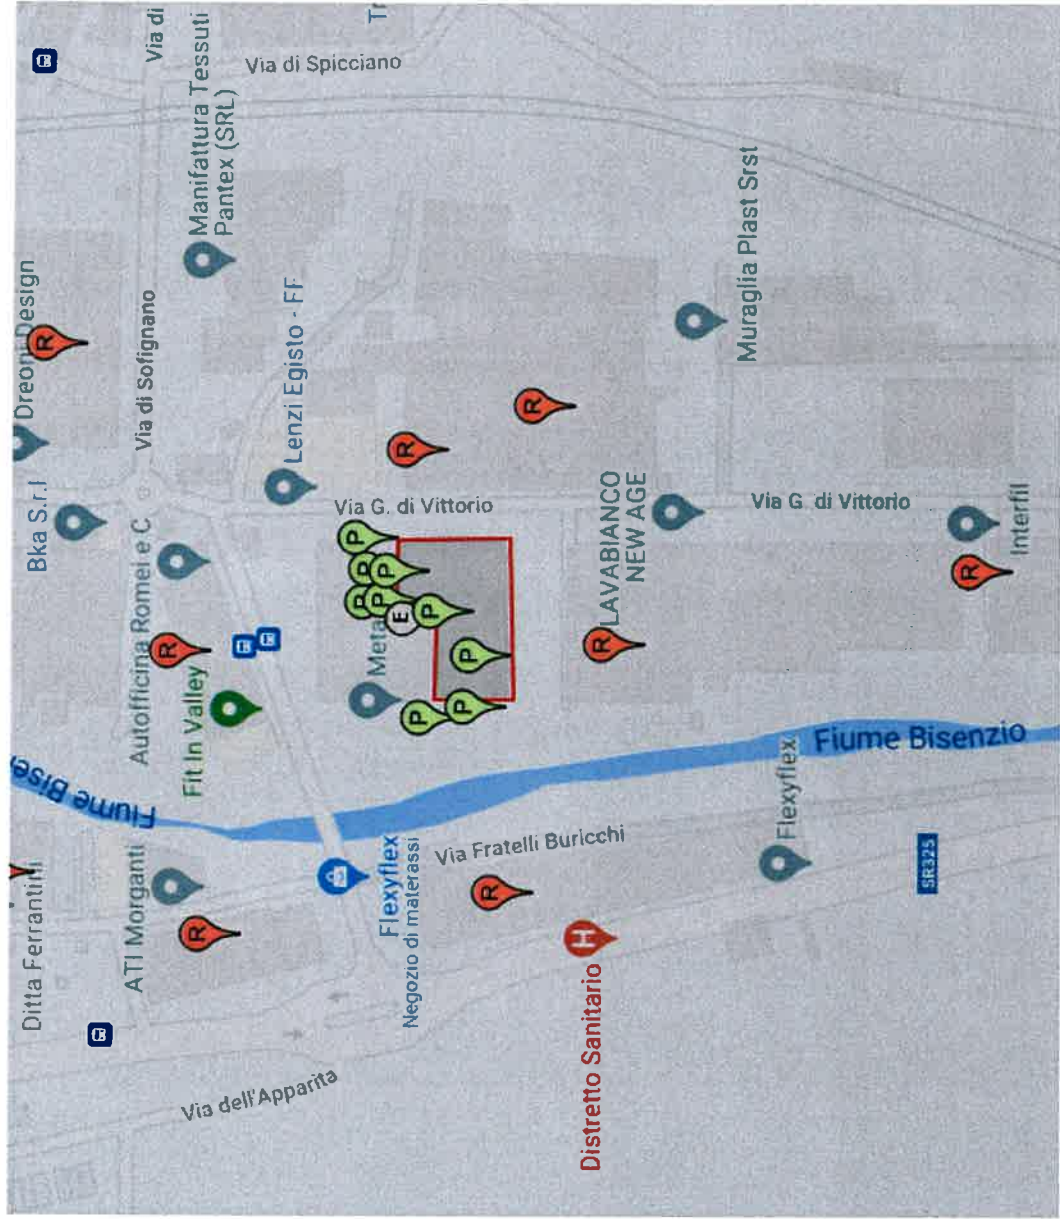 Via di
Manifattura Tessuti
Pantex (SRL)
Via di Spicciano
Dreoni Design
R
Via di Sofignano
Lenzi Egisto - FF
Muraglia Plast Srst
Bka S.r.l
Autofficina Romei e C
R
R
Via G. di Vittorio
LAVABIANCO
NEW AGE
Via G. di Vittorio
Interfil
R
R
R
Fit In Valley
Meta
P
P
P
P
P
P
P
P
P
E
Fiume Bisenzio
Fiume Bisen
Ditta Ferrantini
ATI Morganti
R
Flexyflex
Negozio di materassi
Via Fratelli Buricchi
R
Flexyflex
SR325
H
Distretto Sanitario
Via dell'Apparita